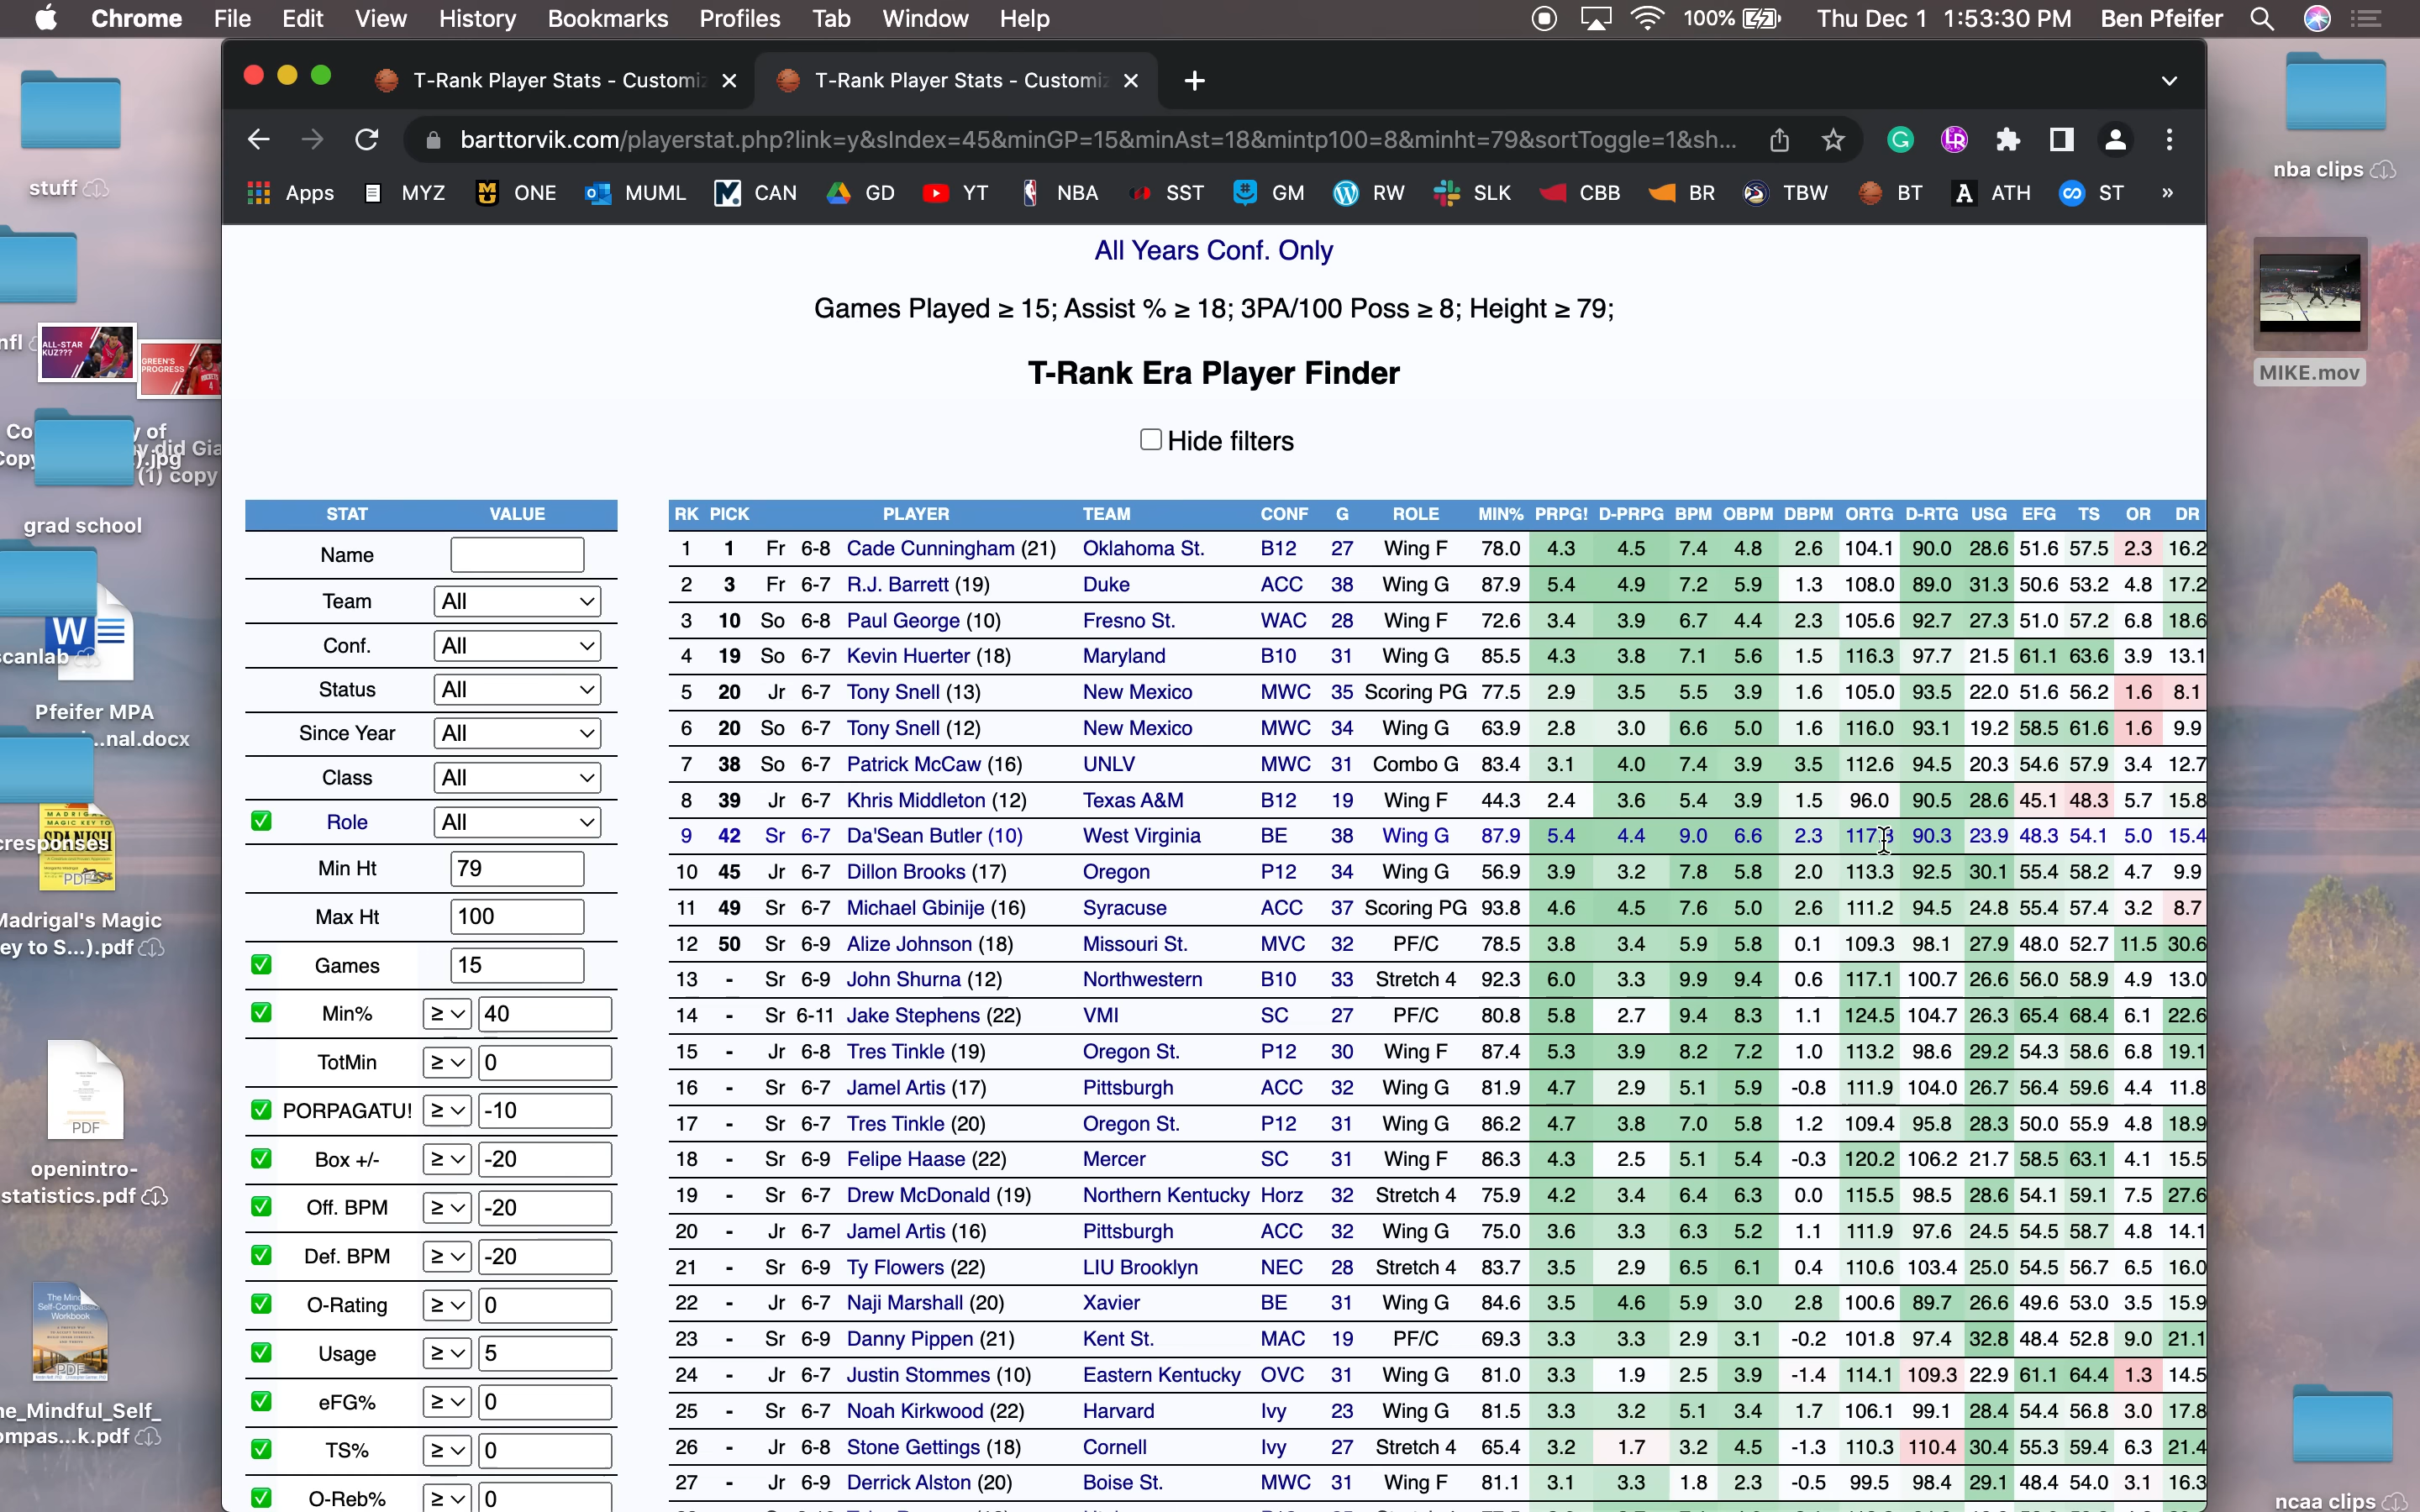 Chrome File Edit View History Bookmarks Profiles Tab Window Help 100% Thu Dec 1 1:53:30 PM Ben Pfeifer
T-Rank Player Stats - Customi T-Rank Player Stats - Customi
barttorvik.com/playerstat.php?link=y&sIndex=45&minGP=15&minAst=18&mintp100=8&minht=79&sortToggle=1&sh...
Apps MYZ ONE MUML CAN GD YT NBA SST GM RW SLK CBB BR TBW BT ATH ST »
All Years Conf. Only
Games Played ≥ 15; Assist % ≥ 18; 3PA/100 Poss ≥ 8; Height ≥ 79;
T-Rank Era Player Finder
Hide filters
STAT VALUE
Name
Team All
Conf. All
Status All
Since Year All
Class All
Role All
Min Ht 79
Max Ht 100
Games 15
Min% ≥ 40
TotMin ≥ 0
PORPAGATU! ≥ -10
Box +/- ≥ -20
Off. BPM ≥ -20
Def. BPM ≥ -20
O-Rating ≥ 0
Usage ≥ 5
eFG% ≥ 0
TS% ≥ 0
O-Reb% ≥ 0
RK PICK PLAYER TEAM CONF G ROLE MIN% PRPG! D-PRPG BPM OBPM DBPM ORTG D-RTG USG EFG TS OR DR
1 1 Fr 6-8 Cade Cunningham (21) Oklahoma St. B12 27 Wing F 78.0 4.3 4.5 7.4 4.8 2.6 104.1 90.0 28.6 51.6 57.5 2.3 16.2
2 3 Fr 6-7 R.J. Barrett (19) Duke ACC 38 Wing G 87.9 5.4 4.9 7.2 5.9 1.3 108.0 89.0 31.3 50.6 53.2 4.8 17.2
3 10 So 6-8 Paul George (10) Fresno St. WAC 28 Wing F 72.6 3.4 3.9 6.7 4.4 2.3 105.6 92.7 27.3 51.0 57.2 6.8 18.6
4 19 So 6-7 Kevin Huerter (18) Maryland B10 31 Wing G 85.5 4.3 3.8 7.1 5.6 1.5 116.3 97.7 21.5 61.1 63.6 3.9 13.1
5 20 Jr 6-7 Tony Snell (13) New Mexico MWC 35 Scoring PG 77.5 2.9 3.5 5.5 3.9 1.6 105.0 93.5 22.0 51.6 56.2 1.6 8.1
6 20 So 6-7 Tony Snell (12) New Mexico MWC 34 Wing G 63.9 2.8 3.0 6.6 5.0 1.6 116.0 93.1 19.2 58.5 61.6 1.6 9.9
7 38 So 6-7 Patrick McCaw (16) UNLV MWC 31 Combo G 83.4 3.1 4.0 7.4 3.9 3.5 112.6 94.5 20.3 54.6 57.9 3.4 12.7
8 39 Jr 6-7 Khris Middleton (12) Texas A&M B12 19 Wing F 44.3 2.4 3.6 5.4 3.9 1.5 96.0 90.5 28.6 45.1 48.3 5.7 15.8
9 42 Sr 6-7 Da'Sean Butler (10) West Virginia BE 38 Wing G 87.9 5.4 4.4 9.0 6.6 2.3 90.3 23.9 48.3 54.1 5.0 15.4
10 45 Jr 6-7 Dillon Brooks (17) Oregon P12 34 Wing G 56.9 3.9 3.2 7.8 5.8 2.0 113.3 92.5 30.1 55.4 58.2 4.7 9.9
11 49 Sr 6-7 Michael Gbinije (16) Syracuse ACC 37 Scoring PG 93.8 4.6 4.5 7.6 5.0 2.6 111.2 94.5 24.8 55.4 57.4 3.2 8.7
12 50 Sr 6-9 Alize Johnson (18) Missouri St. MVC 32 PF/C 78.5 3.8 3.4 5.9 5.8 0.1 109.3 98.1 27.9 48.0 52.7 11.5 30.6
13 - Sr 6-9 John Shurna (12) Northwestern B10 33 Stretch 4 92.3 6.0 3.3 9.9 9.4 0.6 117.1 100.7 26.6 56.0 58.9 4.9 13.0
14 - Sr 6-11 Jake Stephens (22) VMI SC 27 PF/C 80.8 5.8 2.7 9.4 8.3 1.1 124.5 104.7 26.3 65.4 68.4 6.1 22.6
15 - Jr 6-8 Tres Tinkle (19) Oregon St. P12 30 Wing F 87.4 5.3 3.9 8.2 7.2 1.0 113.2 98.6 29.2 54.3 58.6 6.8 19.1
16 - Sr 6-7 Jamel Artis (17) Pittsburgh ACC 32 Wing G 81.9 4.7 2.9 5.1 5.9 -0.8 111.9 104.0 26.7 56.4 59.6 4.4 11.8
17 - Sr 6-7 Tres Tinkle (20) Oregon St. P12 31 Wing G 86.2 4.7 3.8 7.0 5.8 1.2 109.4 95.8 28.3 50.0 55.9 4.8 18.9
18 - Sr 6-9 Felipe Haase (22) Mercer SC 31 Wing F 86.3 4.3 2.5 5.1 5.4 -0.3 120.2 106.2 21.7 58.5 63.1 4.1 15.5
19 - Sr 6-7 Drew McDonald (19) Northern Kentucky Horz 32 Stretch 4 75.9 4.2 3.4 6.4 6.3 0.0 115.5 98.5 28.6 54.1 59.1 7.5 27.6
20 - Jr 6-7 Jamel Artis (16) Pittsburgh ACC 32 Wing G 75.0 3.6 3.3 6.3 5.2 1.1 111.9 97.6 24.5 54.5 58.7 4.8 14.1
21 - Sr 6-9 Ty Flowers (22) LIU Brooklyn NEC 28 Stretch 4 83.7 3.5 2.9 6.5 6.1 0.4 110.6 103.4 25.0 54.5 56.7 6.5 16.0
22 - Jr 6-7 Naji Marshall (20) Xavier BE 31 Wing G 84.6 3.5 4.6 5.9 3.0 2.8 100.6 89.7 26.6 49.6 53.0 3.5 15.9
23 - Sr 6-9 Danny Pippen (21) Kent St. MAC 19 PF/C 69.3 3.3 3.3 2.9 3.1 -0.2 101.8 97.4 32.8 48.4 52.8 9.0 21.1
24 - Jr 6-7 Justin Stommes (10) Eastern Kentucky OVC 31 Wing G 81.0 3.3 1.9 2.5 3.9 -1.4 114.1 109.3 22.9 61.1 64.4 1.3 14.5
25 - Sr 6-7 Noah Kirkwood (22) Harvard Ivy 23 Wing G 81.5 3.3 3.2 5.1 3.4 1.7 106.1 99.1 28.4 54.4 56.8 3.0 17.8
26 - Jr 6-8 Stone Gettings (18) Cornell Ivy 27 Stretch 4 65.4 3.2 1.7 3.2 4.5 -1.3 110.3 110.4 30.4 55.3 59.4 6.3 21.4
27 - Jr 6-9 Derrick Alston (20) Boise St. MWC 31 Wing F 81.1 3.1 3.3 1.8 2.3 -0.5 99.5 98.4 29.1 48.4 54.0 3.1 16.3
stuff
nfl
ALL-STAR KUZ???
GREEN'S PROGRESS
grad school
scanlab
W
Pfeifer MPA
...nal.docx
MADRIGAL'S
MAGIC KEY
TO
SPANISH
PDF
cresponses
Madrigal's Magic
ey to S...).pdf
PDF
openintro-
statistics.pdf
The Mindful
Self-Compassion
Workbook
PDF
he_Mindful_Self_
ompas...k.pdf
nba clips
MIKE.mov
ncaa clips